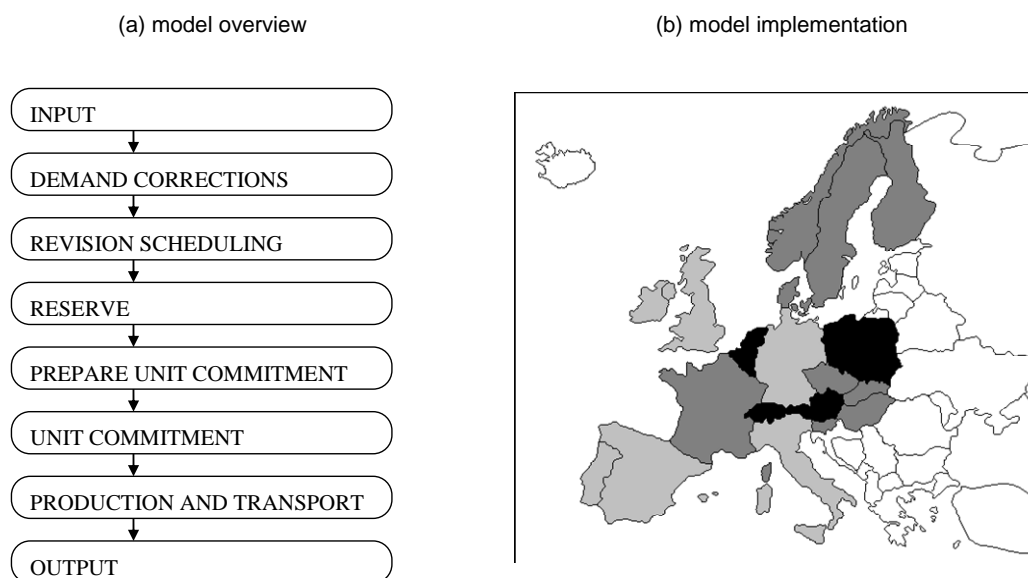 (a) model overview
(b) model implementation
INPUT
DEMAND CORRECTIONS
REVISION SCHEDULING
RESERVE
PREPARE UNIT COMMITMENT
UNIT COMMITMENT
PRODUCTION AND TRANSPORT
OUTPUT